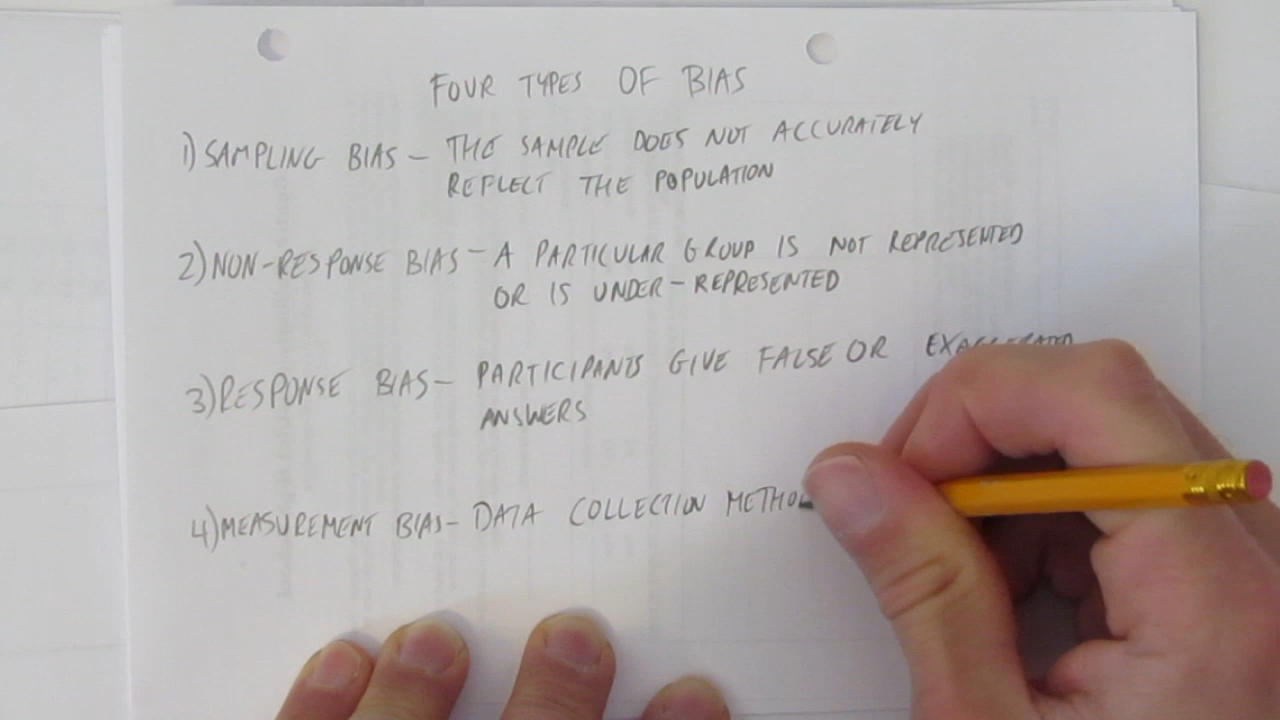 FOUR TYPES OF BIAS
1) SAMPLING BIAS – THE SAMPLE DOES NOT ACCURATELY
REFLECT THE POPULATION
2) NON-RESPONSE BIAS – A PARTICULAR GROUP IS NOT REPRESENTED
OR IS UNDER-REPRESENTED
3) RESPONSE BIAS – PARTICIPANTS GIVE FALSE OR EXAGGERATED
ANSWERS
4) MEASUREMENT BIAS – DATA COLLECTION METHO